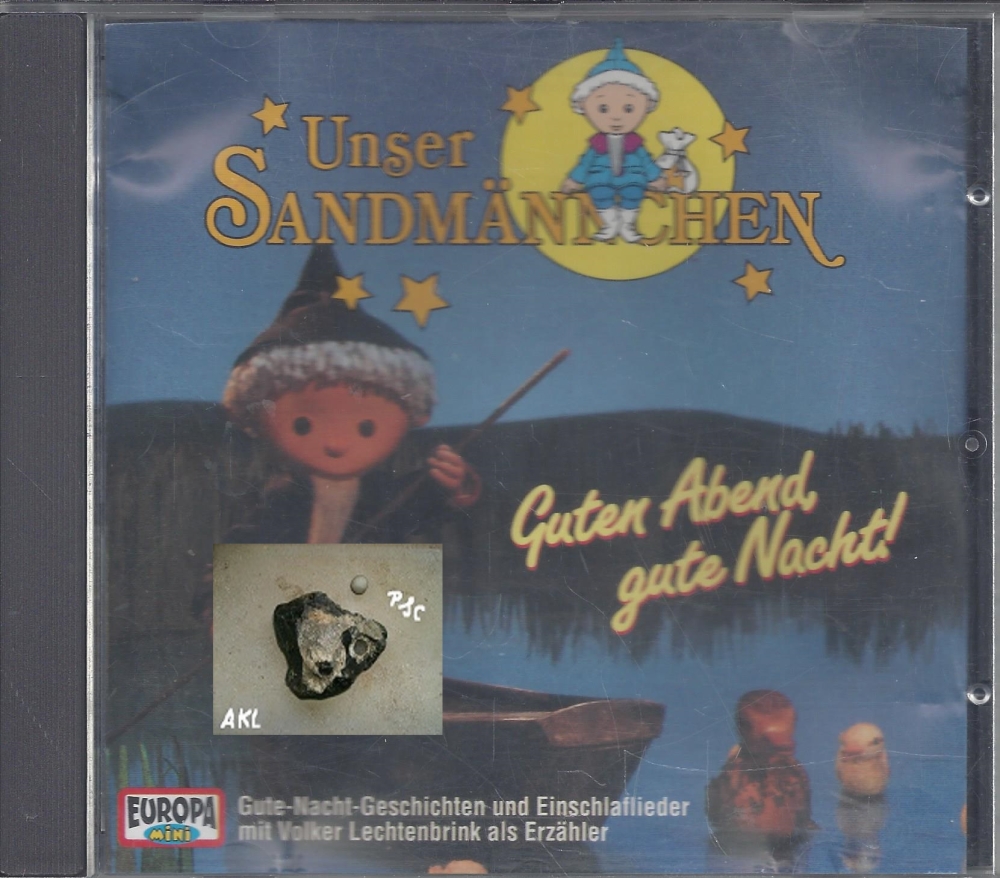 Unser
SANDMÄNNCHEN
Guten Abend,
gute Nacht!
PSC
AKL
EUROPA
MINI
Gute-Nacht-Geschichten und Einschlaflieder
mit Volker Lechtenbrink als Erzähler